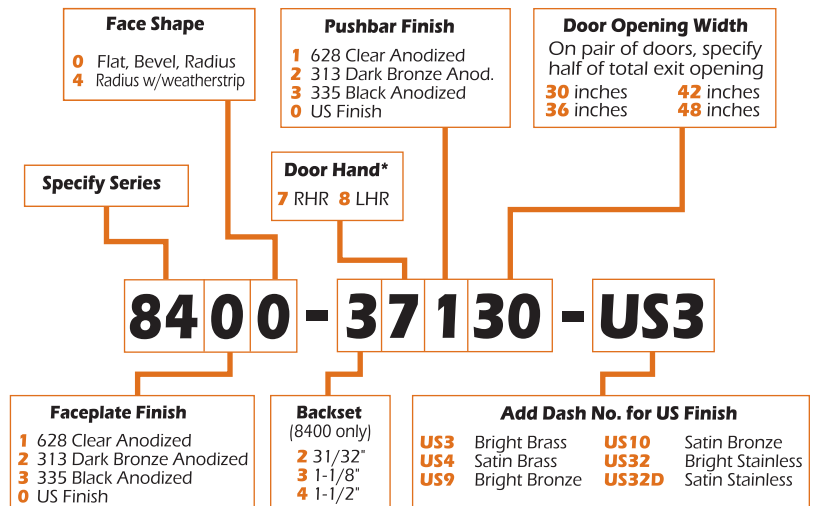 Face Shape
0 Flat, Bevel, Radius
4 Radius w/weatherstrip
Pushbar Finish
1 628 Clear Anodized
2 313 Dark Bronze Anod.
3 335 Black Anodized
0 US Finish
Door Opening Width
On pair of doors, specify
half of total exit opening
30 inches 42 inches
36 inches 48 inches
Specify Series
Door Hand*
7 RHR 8 LHR
8400-37130-US3
Faceplate Finish
1 628 Clear Anodized
2 313 Dark Bronze Anodized
3 335 Black Anodized
0 US Finish
Backset
(8400 only)
2 31/32"
3 1-1/8"
4 1-1/2"
Add Dash No. for US Finish
US3 Bright Brass US10 Satin Bronze
US4 Satin Brass US32 Bright Stainless
US9 Bright Bronze US32D Satin Stainless